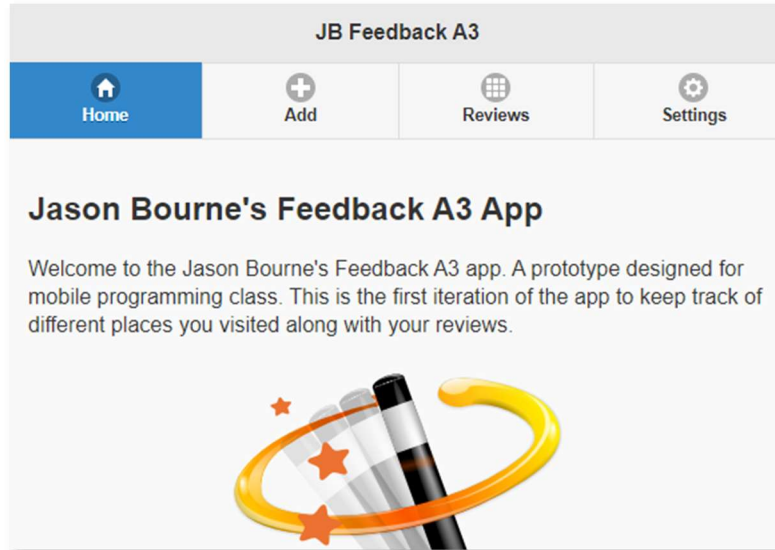 JB Feedback A3
Home
Add
Reviews
Settings
Jason Bourne's Feedback A3 App
Welcome to the Jason Bourne's Feedback A3 app. A prototype designed for
mobile programming class. This is the first iteration of the app to keep track of
different places you visited along with your reviews.